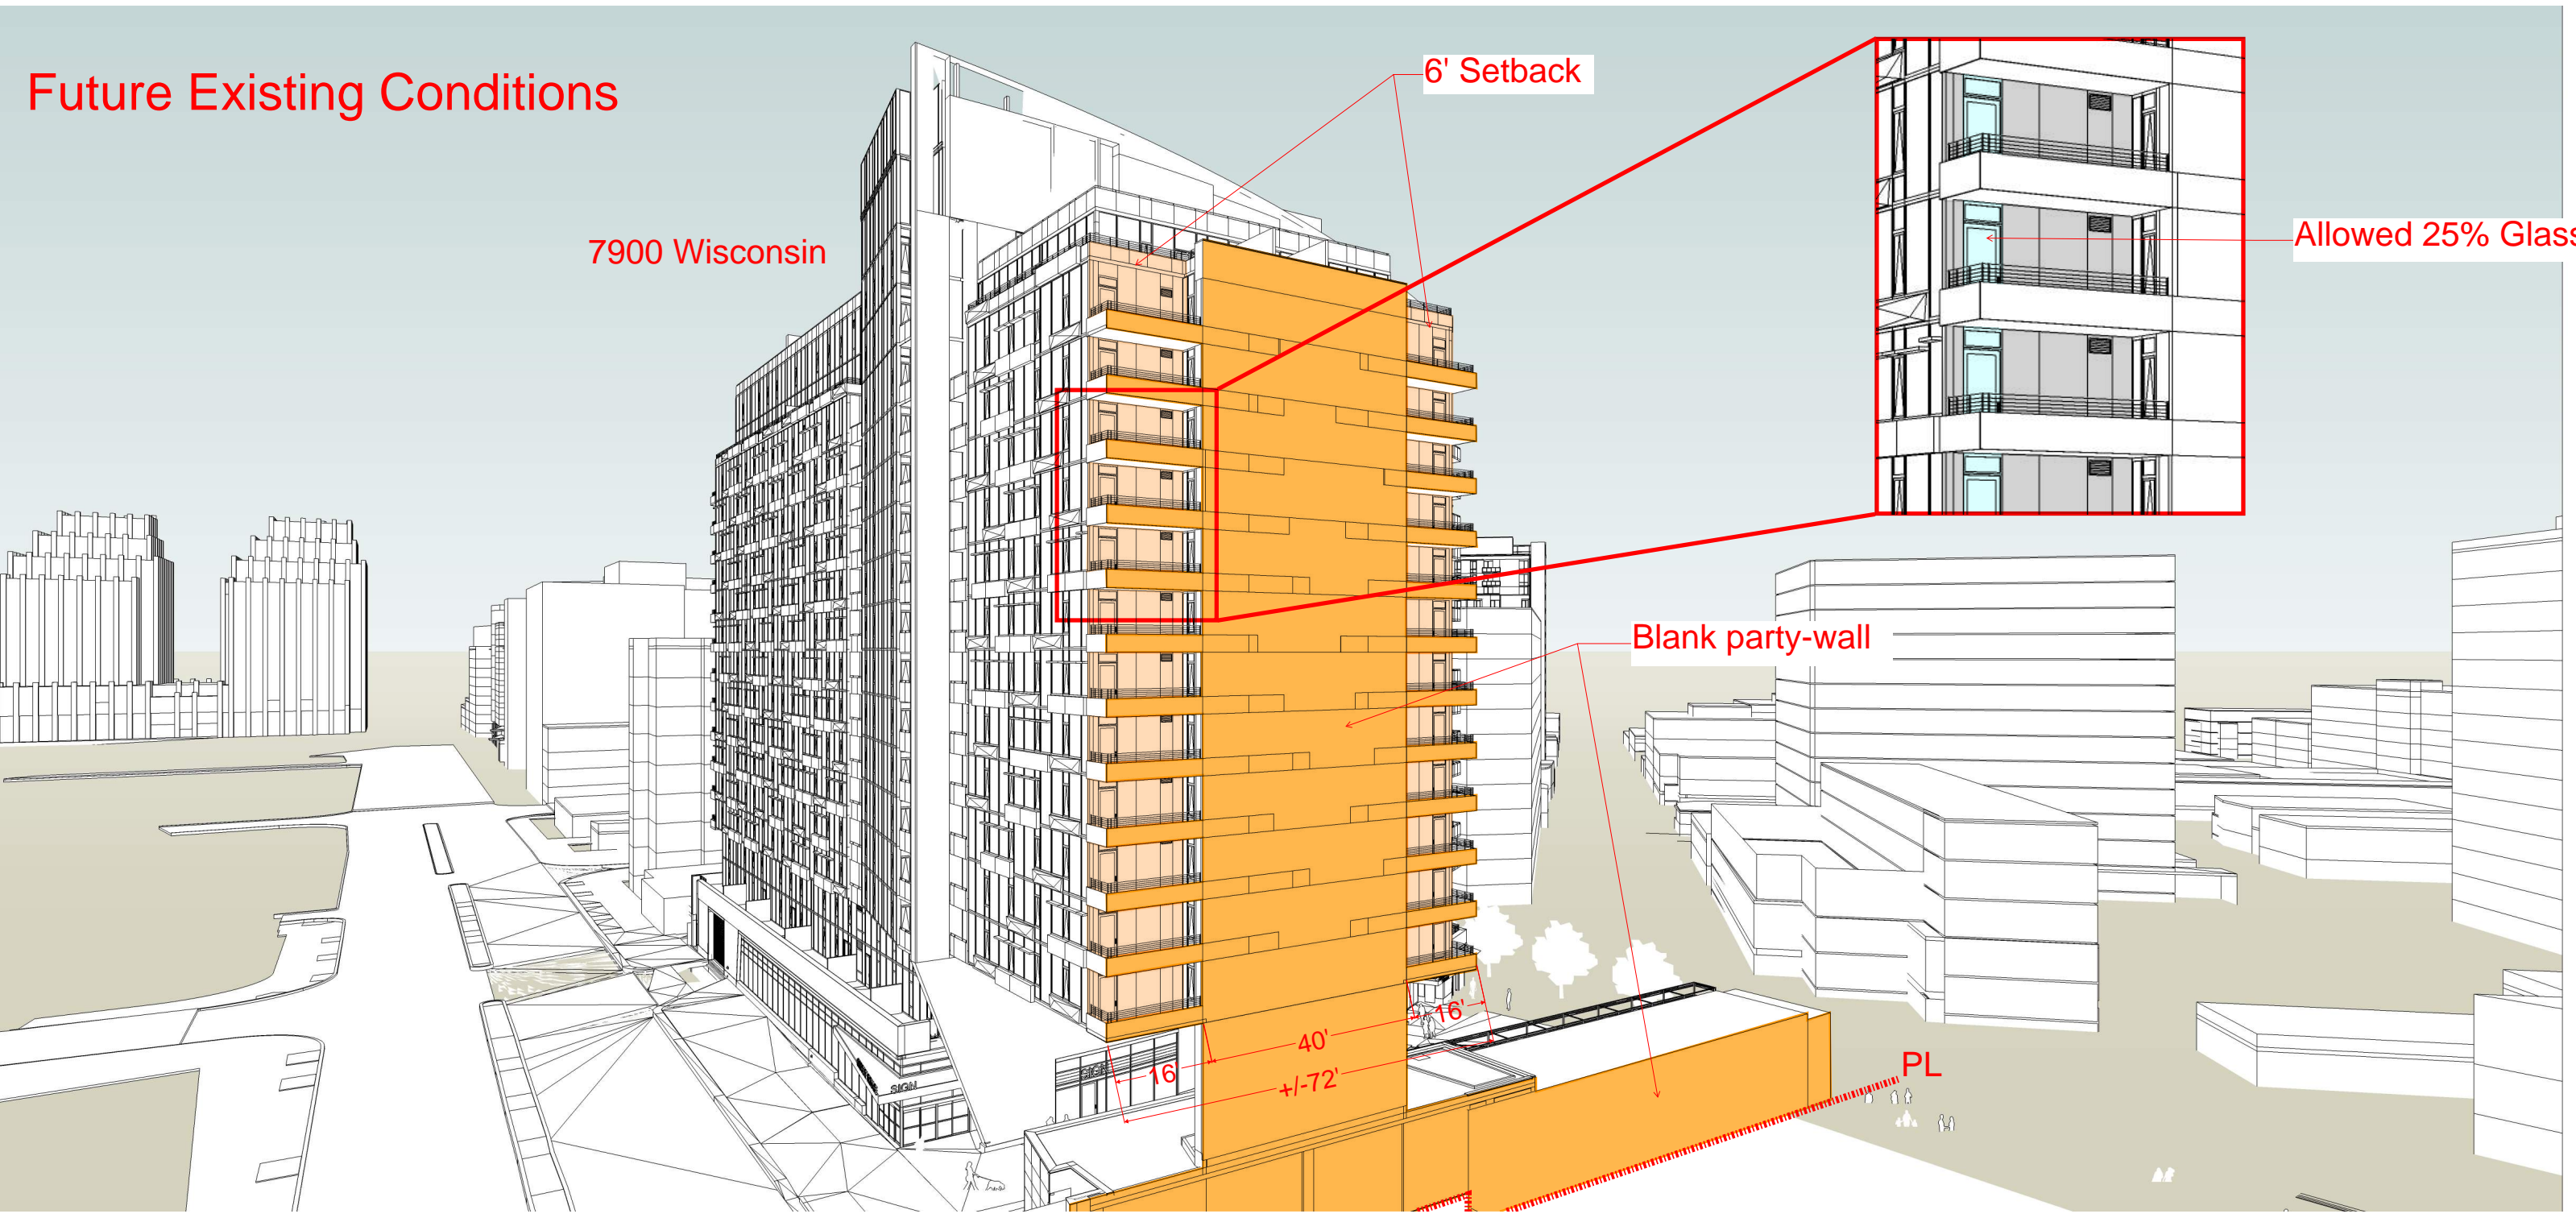 Future Existing Conditions
6' Setback
7900 Wisconsin
Allowed 25% Glass
Blank party-wall
16'
40'
16'
+/-72'
PL
SIGN
SIGN